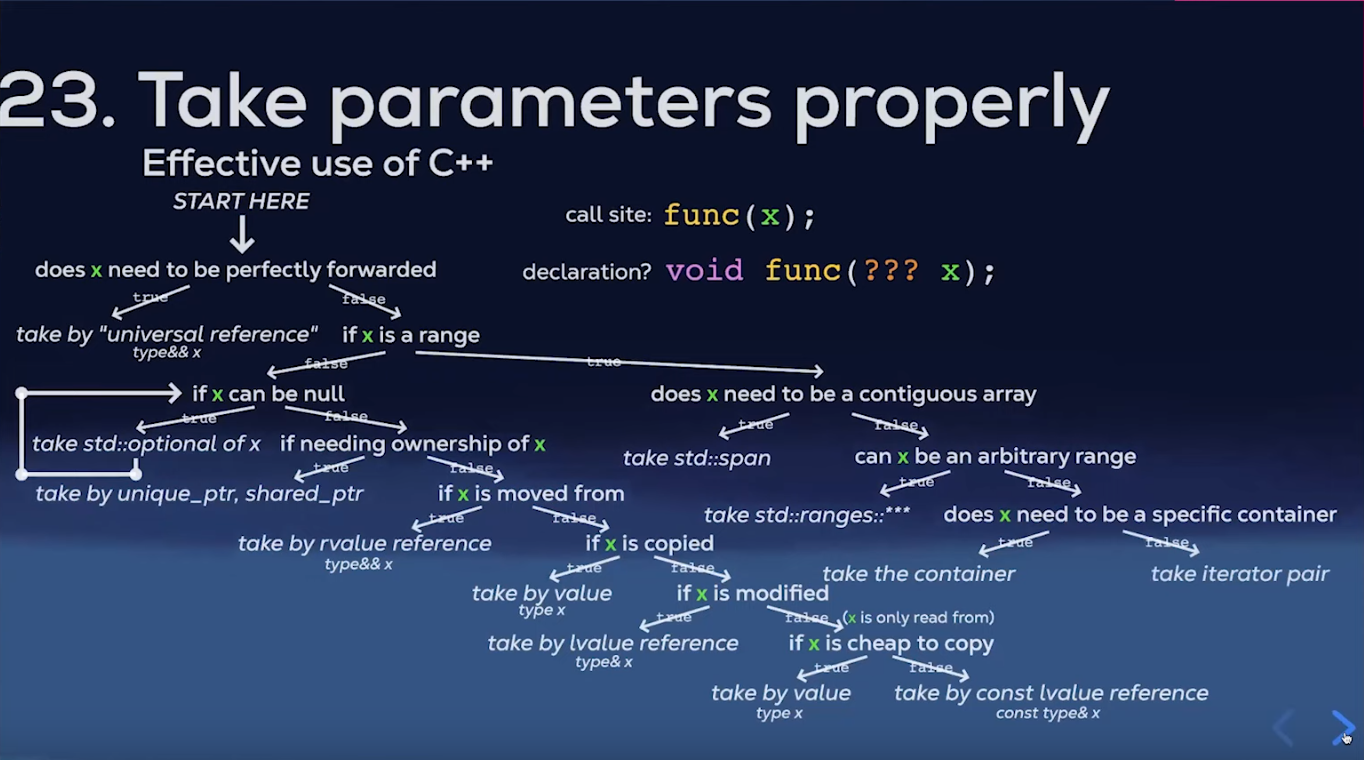 23. Take parameters properly
Effective use of C++
START HERE
call site: func(x);
declaration? void func(??? x);
does x need to be perfectly forwarded
true
false
take by "universal reference"
type&& x
if x is a range
false
true
if x can be null
true
false
does x need to be a contiguous array
true
false
take std::optional of x
if needing ownership of x
true
false
take std::span
can x be an arbitrary range
true
false
take by unique_ptr, shared_ptr
if x is moved from
true
false
take std::ranges::***
does x need to be a specific container
true
false
take by rvalue reference
type&& x
if x is copied
true
false
take the container
take iterator pair
take by value
type x
if x is modified
true
false
(x is only read from)
take by lvalue reference
type& x
if x is cheap to copy
true
false
take by value
type x
take by const lvalue reference
const type& x